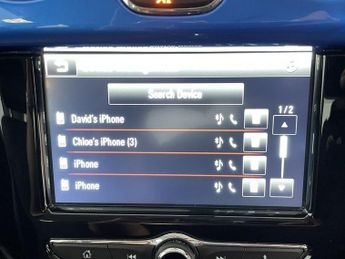 Search Device
David's iPhone
1/2
Chloe's iPhone (3)
iPhone
iPhone